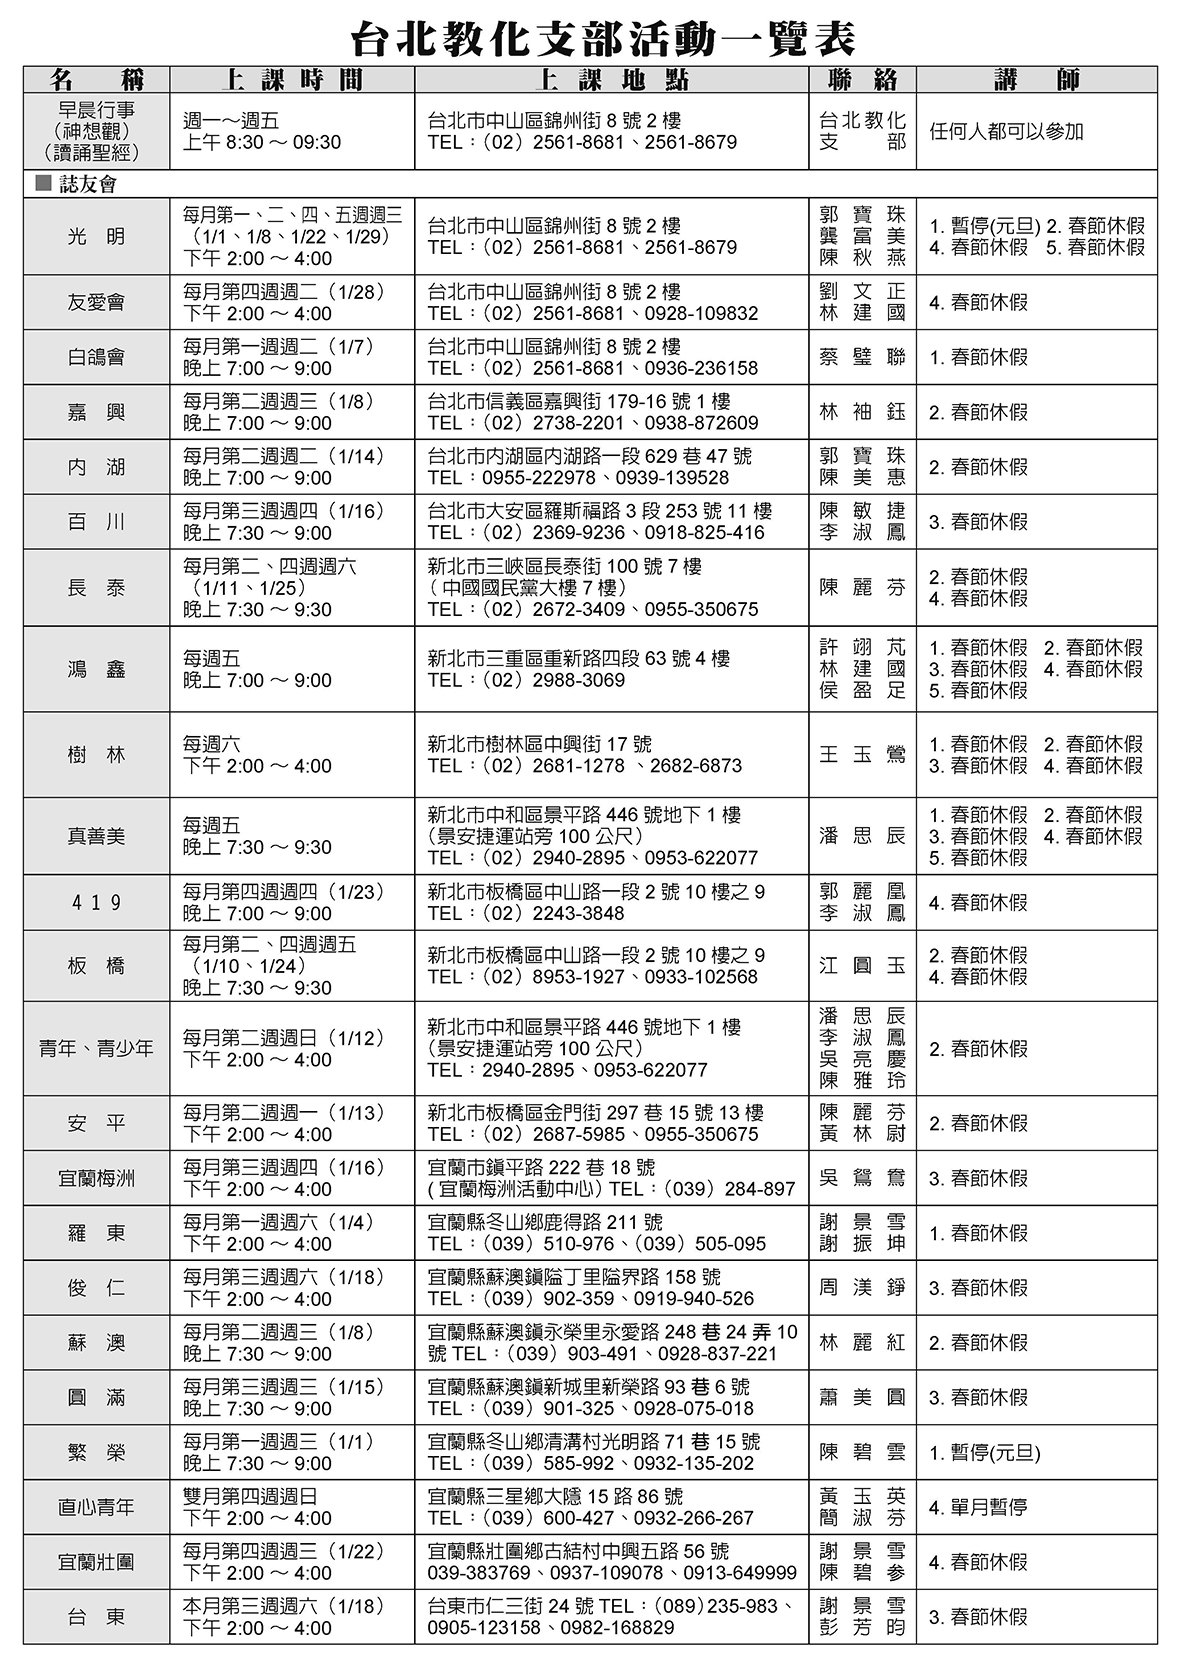 台北教化支部活動一覽表
名 稱 上課時間 上課地點 聯絡 講師
早晨行事
（神想觀）
（讀誦聖經）
週一～週五
上午 8:30 ～ 09:30
台北市中山區錦州街 8 號 2 樓
TEL：（02）2561-8681、2561-8679
台北教化
支部
任何人都可以參加
■ 誌友會
光 明
每月第一、二、四、五週週三
（1/1、1/8、1/22、1/29）
下午 2:00 ～ 4:00
台北市中山區錦州街 8 號 2 樓
TEL：（02）2561-8681、2561-8679
郭寶珠
龔富美
陳秋燕
1. 暫停(元旦) 2. 春節休假
4. 春節休假 5. 春節休假
友愛會
每月第四週週二（1/28）
下午 2:00 ～ 4:00
台北市中山區錦州街 8 號 2 樓
TEL：（02）2561-8681、0928-109832
劉文正
林建國
4. 春節休假
白鴿會
每月第一週週二（1/7）
晚上 7:00 ～ 9:00
台北市中山區錦州街 8 號 2 樓
TEL：（02）2561-8681、0936-236158
蔡璧聯
1. 春節休假
嘉 興
每月第二週週三（1/8）
晚上 7:00 ～ 9:00
台北市信義區嘉興街 179-16 號 1 樓
TEL：（02）2738-2201、0938-872609
林袖鈺
2. 春節休假
內 湖
每月第二週週二（1/14）
晚上 7:00 ～ 9:00
台北市內湖區內湖路一段 629 巷 47 號
TEL：0955-222978、0939-139528
郭寶珠
陳美惠
2. 春節休假
百 川
每月第三週週四（1/16）
晚上 7:30 ～ 9:00
台北市大安區羅斯福路 3 段 253 號 11 樓
TEL：（02）2369-9236、0918-825-416
陳敏捷
李淑鳳
3. 春節休假
長 泰
每月第二、四週週六
（1/11、1/25）
晚上 7:30 ～ 9:30
新北市三峽區長泰街 100 號 7 樓
（中國國民黨大樓 7 樓）
TEL：（02）2672-3409、0955-350675
陳麗芬
2. 春節休假
4. 春節休假
鴻 鑫
每週五
晚上 7:00 ～ 9:00
新北市三重區重新路四段 63 號 4 樓
TEL：（02）2988-3069
許翊芃
林建國
侯盈足
1. 春節休假 2. 春節休假
3. 春節休假 4. 春節休假
5. 春節休假
樹 林
每週六
下午 2:00 ～ 4:00
新北市樹林區中興街 17 號
TEL：（02）2681-1278 、2682-6873
王玉鶯
1. 春節休假 2. 春節休假
3. 春節休假 4. 春節休假
真善美
每週五
晚上 7:30 ～ 9:30
新北市中和區景平路 446 號地下 1 樓
（景安捷運站旁 100 公尺）
TEL：（02）2940-2895、0953-622077
潘思辰
1. 春節休假 2. 春節休假
3. 春節休假 4. 春節休假
5. 春節休假
419
每月第四週週四（1/23）
晚上 7:00 ～ 9:00
新北市板橋區中山路一段 2 號 10 樓之 9
TEL：（02）2243-3848
郭麗凰
李淑鳳
4. 春節休假
板 橋
每月第二、四週週五
（1/10、1/24）
晚上 7:30 ～ 9:30
新北市板橋區中山路一段 2 號 10 樓之 9
TEL：（02）8953-1927、0933-102568
江圓玉
2. 春節休假
4. 春節休假
青年、青少年
每月第二週週日（1/12）
下午 2:00 ～ 4:00
新北市中和區景平路 446 號地下 1 樓
（景安捷運站旁 100 公尺）
TEL：2940-2895、0953-622077
潘思辰
李淑鳳
吳亮慶
陳雅玲
2. 春節休假
安 平
每月第二週週一（1/13）
下午 2:00 ～ 4:00
新北市板橋區金門街 297 巷 15 號 13 樓
TEL：（02）2687-5985、0955-350675
陳麗芬
黃林尉
2. 春節休假
宜蘭梅洲
每月第三週週四（1/16）
下午 2:00 ～ 4:00
宜蘭市鎮平路 222 巷 18 號
（宜蘭梅洲活動中心）TEL：（039）284-897
吳鴛鴦
3. 春節休假
羅 東
每月第一週週六（1/4）
下午 2:00 ～ 4:00
宜蘭縣冬山鄉鹿得路 211 號
TEL：（039）510-976、（039）505-095
謝景雪
謝振坤
1. 春節休假
俊 仁
每月第三週週六（1/18）
下午 2:00 ～ 4:00
宜蘭縣蘇澳鎮隘丁里隘界路 158 號
TEL：（039）902-359、0919-940-526
周渼錚
3. 春節休假
蘇 澳
每月第二週週三（1/8）
晚上 7:30 ～ 9:00
宜蘭縣蘇澳鎮永榮里永愛路 248 巷 24 弄 10
號 TEL：（039）903-491、0928-837-221
林麗紅
2. 春節休假
圓 滿
每月第三週週三（1/15）
晚上 7:30 ～ 9:00
宜蘭縣蘇澳鎮新城里新榮路 93 巷 6 號
TEL：（039）901-325、0928-075-018
蕭美圓
3. 春節休假
繁 榮
每月第一週週三（1/1）
晚上 7:30 ～ 9:00
宜蘭縣冬山鄉清溝村光明路 71 巷 15 號
TEL：（039）585-992、0932-135-202
陳碧雲
1. 暫停(元旦)
直心青年
雙月第四週週日
下午 2:00 ～ 4:00
宜蘭縣三星鄉大隱 15 路 86 號
TEL：（039）600-427、0932-266-267
黃玉英
簡淑芬
4. 單月暫停
宜蘭壯圍
每月第四週週三（1/22）
下午 2:00 ～ 4:00
宜蘭縣壯圍鄉古結村中興五路 56 號
039-383769、0937-109078、0913-649999
謝景雪
陳碧參
4. 春節休假
台 東
本月第三週週六（1/18）
下午 2:00 ～ 4:00
台東市仁三街 24 號 TEL：（089）235-983、
0905-123158、0982-168829
謝景雪
彭芳昀
3. 春節休假